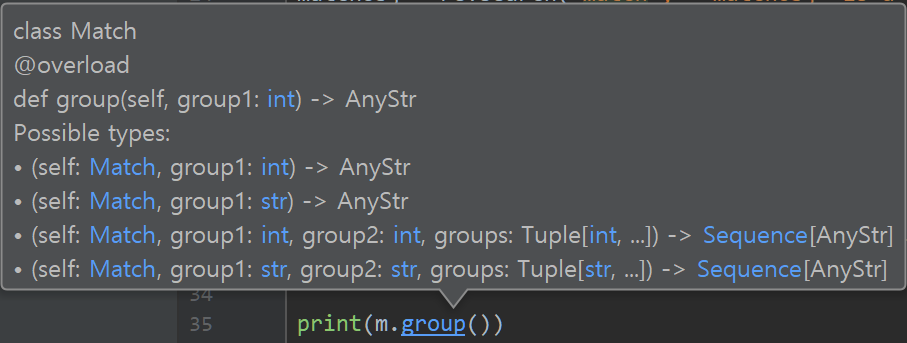 class Match
@overload
def group(self, group1: int) -> AnyStr
Possible types:
• (self: Match, group1: int) -> AnyStr
• (self: Match, group1: str) -> AnyStr
• (self: Match, group1: int, group2: int, groups: Tuple[int, ...]) -> Sequence[AnyStr]
• (self: Match, group1: str, group2: str, groups: Tuple[str, ...]) -> Sequence[AnyStr]
34
35 print(m.group())